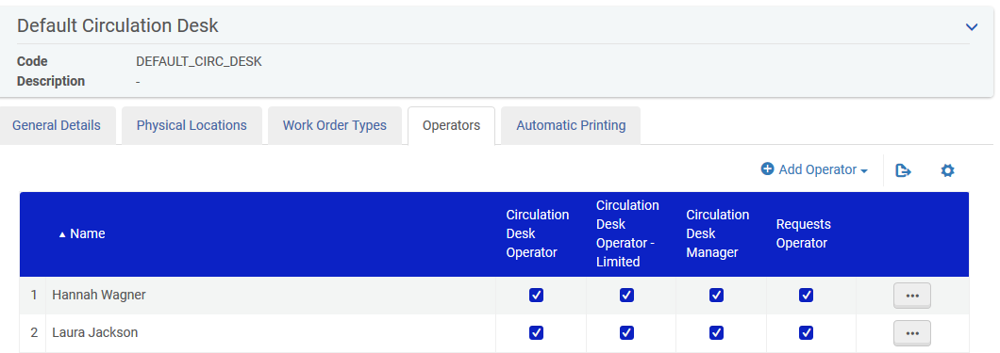 Default Circulation Desk
Code DEFAULT_CIRC_DESK
Description -
General Details Physical Locations Work Order Types Operators Automatic Printing
Add Operator
Name
Circulation
Desk
Operator
Circulation
Desk
Operator -
Limited
Circulation
Desk
Manager
Requests
Operator
1 Hannah Wagner
2 Laura Jackson